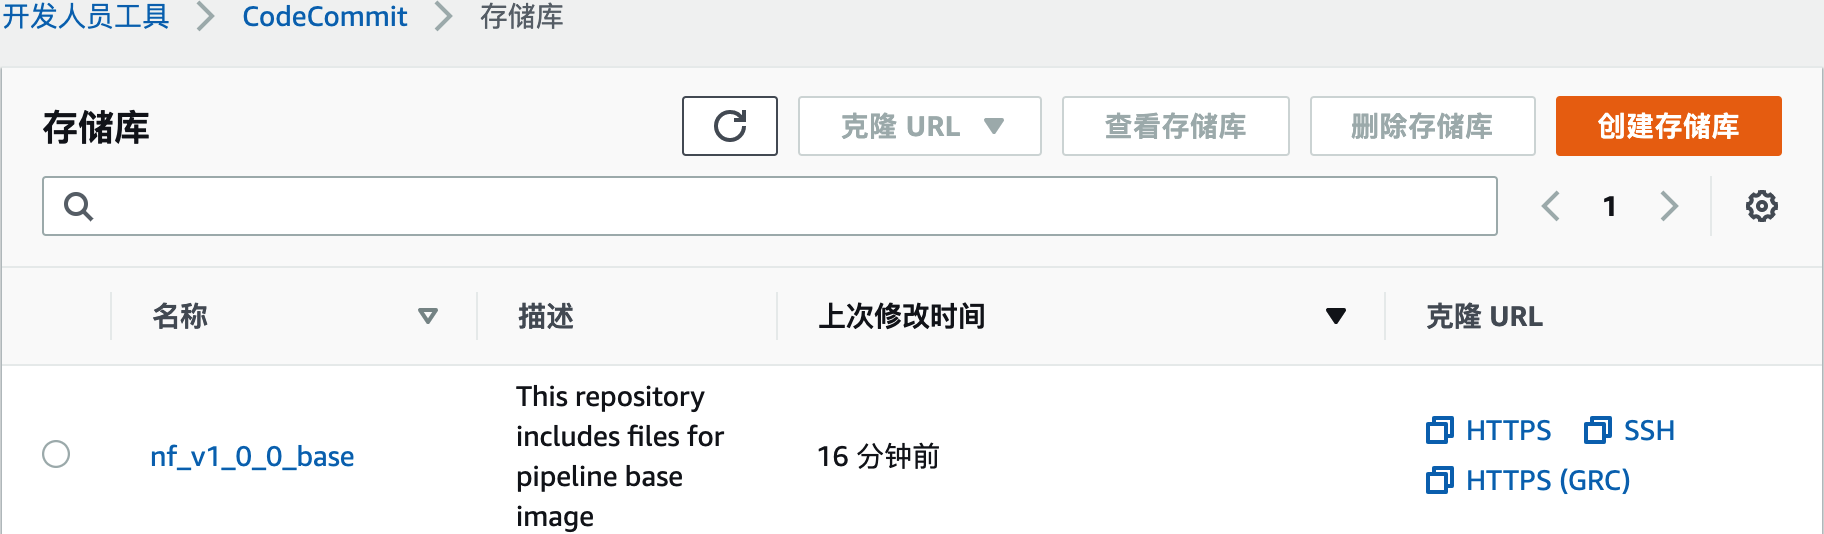 开发人员工具 CodeCommit 存储库
存储库 克隆 URL 查看存储库 删除存储库 创建存储库
1
名称 描述 上次修改时间 克隆 URL
This repository
includes files for
pipeline base
image
nf_v1_0_0_base
16 分钟前
HTTPS SSH
HTTPS (GRC)